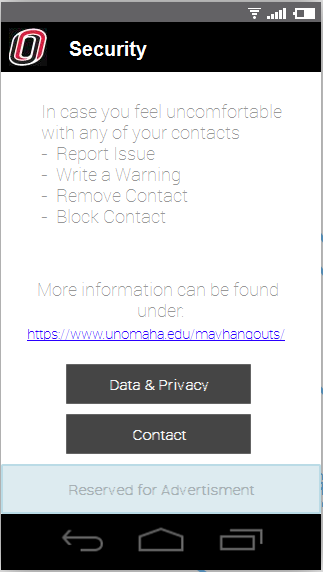 O
Security
In case you feel uncomfortable
with any of your contacts
- Report Issue
- Write a Warning
- Remove Contact
- Block Contact
More information can be found
under:
https://www.unomaha.edu/mavhangouts/
Data & Privacy
Contact
Reserved for Advertisment